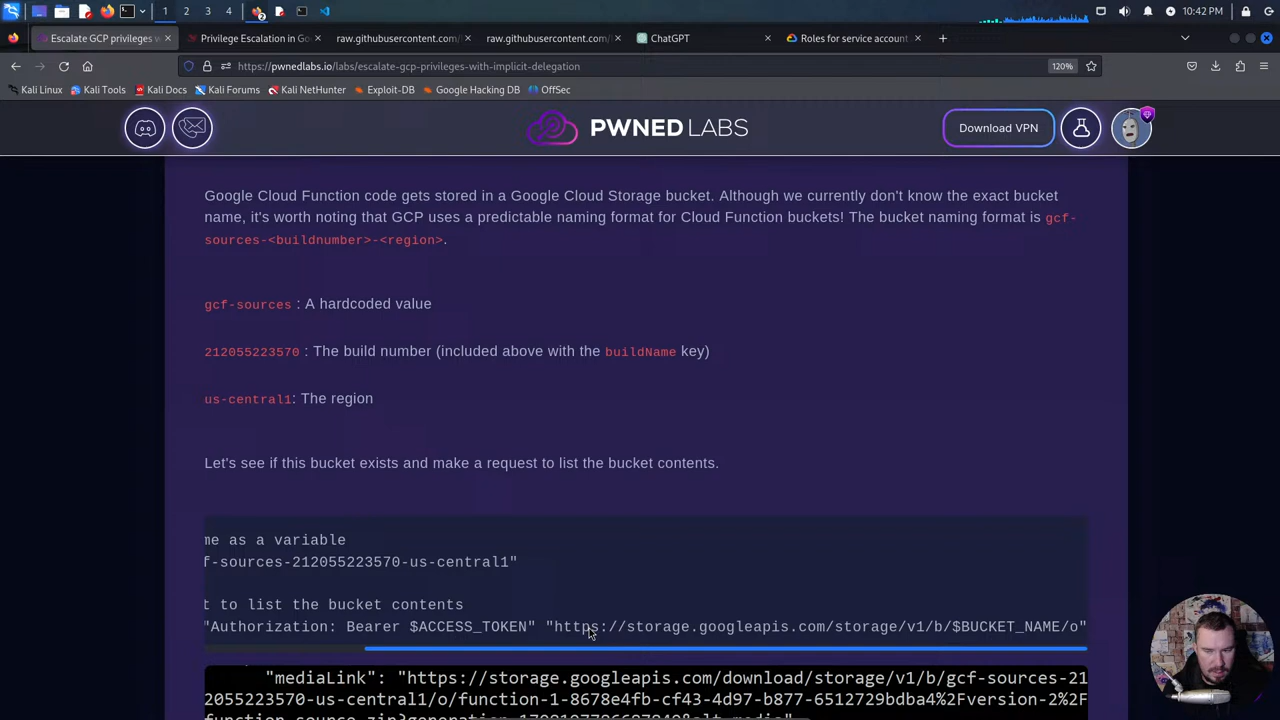 1 2 3 4 10:42 PM
Escalate GCP privileges w
Privilege Escalation in Go
raw.githubusercontent.com/
raw.githubusercontent.com/
ChatGPT
Roles for service account
https://pwnedlabs.io/labs/escalate-gcp-privileges-with-implicit-delegation 120%
Kali Linux Kali Tools Kali Docs Kali Forums Kali NetHunter Exploit-DB Google Hacking DB OffSec
PWNED LABS
Download VPN
Google Cloud Function code gets stored in a Google Cloud Storage bucket. Although we currently don't know the exact bucket
name, it's worth noting that GCP uses a predictable naming format for Cloud Function buckets! The bucket naming format is gcf-
sources-<buildnumber>-<region>.
gcf-sources : A hardcoded value
212055223570 : The build number (included above with the buildName key)
us-central1: The region
Let's see if this bucket exists and make a request to list the bucket contents.
me as a variable
f-sources-212055223570-us-central1"
t to list the bucket contents
"Authorization: Bearer $ACCESS_TOKEN" "https://storage.googleapis.com/storage/v1/b/$BUCKET_NAME/o"
"mediaLink": "https://storage.googleapis.com/download/storage/v1/b/gcf-sources-21
2055223570-us-central1/o/function-1-8678e4fb-cf43-4d97-b877-6512729bdba4%2Fversion-2%2F